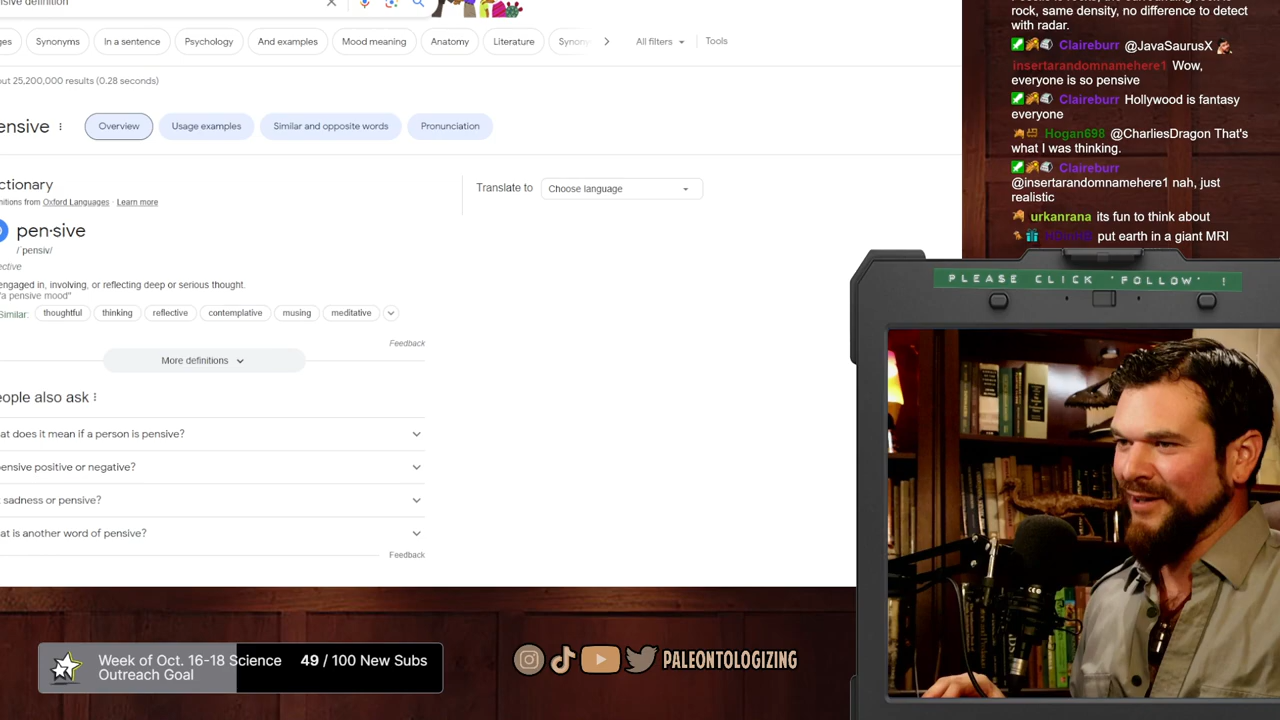 nsive definition
ges
Synonyms
In a sentence
Psychology
And examples
Mood meaning
Anatomy
Literature
Synony
All filters
Tools
out 25,200,000 results (0.28 seconds)
ensive
Overview
Usage examples
Similar and opposite words
Pronunciation
ctionary
nitions from Oxford Languages · Learn more
Translate to
Choose language
pen·sive
/ˈpensiv/
ective
engaged in, involving, or reflecting deep or serious thought.
"a pensive mood"
Similar:
thoughtful
thinking
reflective
contemplative
musing
meditative
Feedback
More definitions
eople also ask
at does it mean if a person is pensive?
ensive positive or negative?
sadness or pensive?
at is another word of pensive?
Feedback
rock, same density, no difference to detect
with radar.
Claireburr @JavaSaurusX
insertarandomnamehere1 Wow,
everyone is so pensive
Claireburr Hollywood is fantasy
everyone
Hogan698 @CharliesDragon That's
what I was thinking.
Claireburr
@insertarandomnamehere1 nah, just
realistic
urkanrana its fun to think about
put earth in a giant MRI
PLEASE CLICK 'FOLLOW' !
Week of Oct. 16-18 Science
Outreach Goal
49 / 100 New Subs
PALEONTOLOGIZING